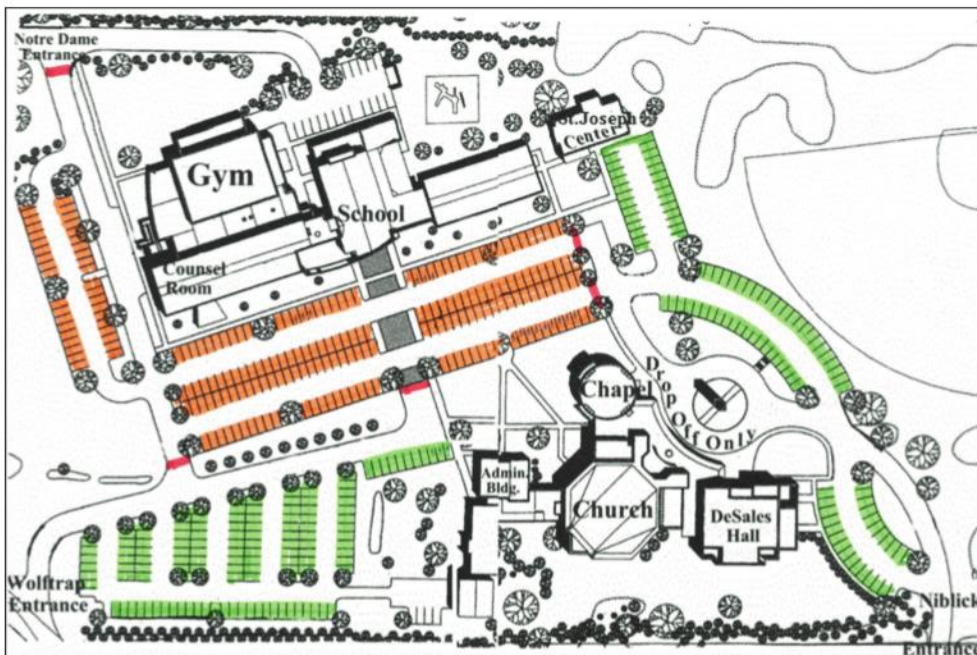 Notre Dame
Entrance
St.Joseph
Center
Gym
School
Counsel
Room
Chapel
Drop Off Only
Admin.
Bldg.
Church
DeSales
Hall
Wolftrap
Entrance
Niblick
Entrance